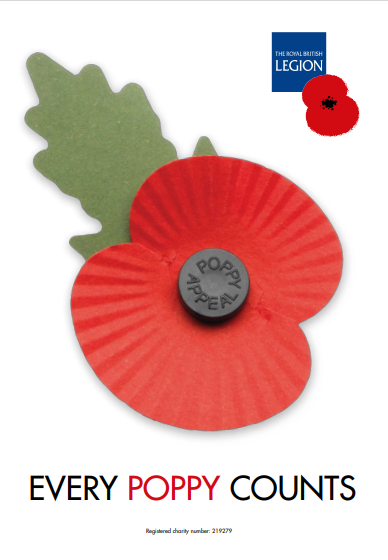 THE ROYAL BRITISH
LEGION
POPPY
APPEAL
EVERY POPPY COUNTS
Registered charity number: 219279